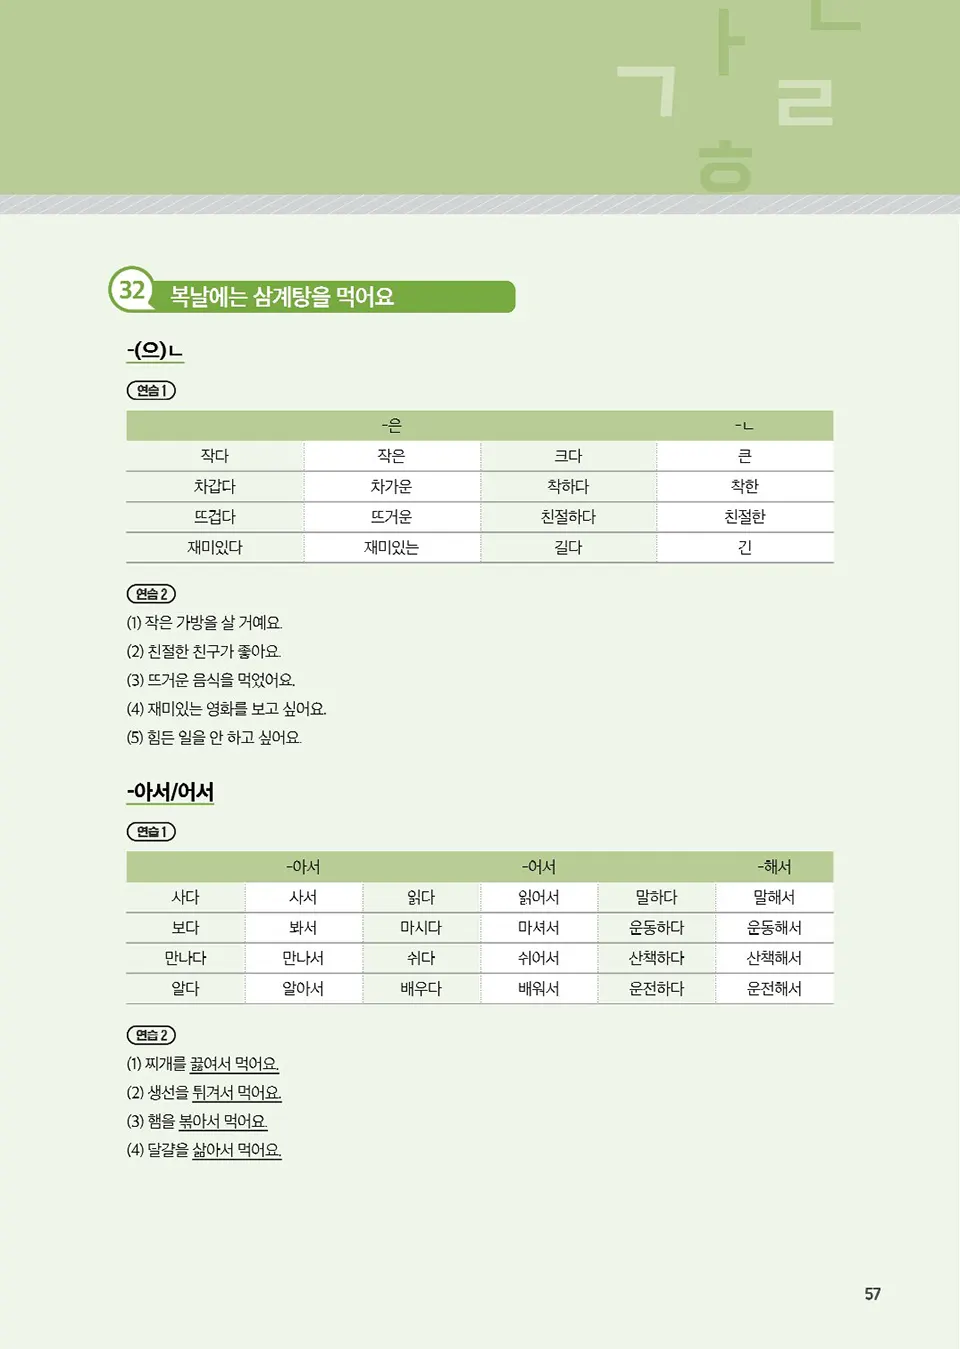 32 복날에는 삼계탕을 먹어요
-(으)ㄴ
연습 1
-은 -ㄴ
작다 작은 크다 큰
차갑다 차가운 착하다 착한
뜨겁다 뜨거운 친절하다 친절한
재미있다 재미있는 길다 긴
연습 2
(1) 작은 가방을 살 거예요.
(2) 친절한 친구가 좋아요.
(3) 뜨거운 음식을 먹었어요.
(4) 재미있는 영화를 보고 싶어요.
(5) 힘든 일을 안 하고 싶어요.
-아서/어서
연습 1
-아서 -어서 -해서
사다 사서 읽다 읽어서 말하다 말해서
보다 봐서 마시다 마셔서 운동하다 운동해서
만나다 만나서 쉬다 쉬어서 산책하다 산책해서
알다 알아서 배우다 배워서 운전하다 운전해서
연습 2
(1) 찌개를 끓여서 먹어요.
(2) 생선을 튀겨서 먹어요.
(3) 햄을 볶아서 먹어요.
(4) 달걀을 삶아서 먹어요.
57